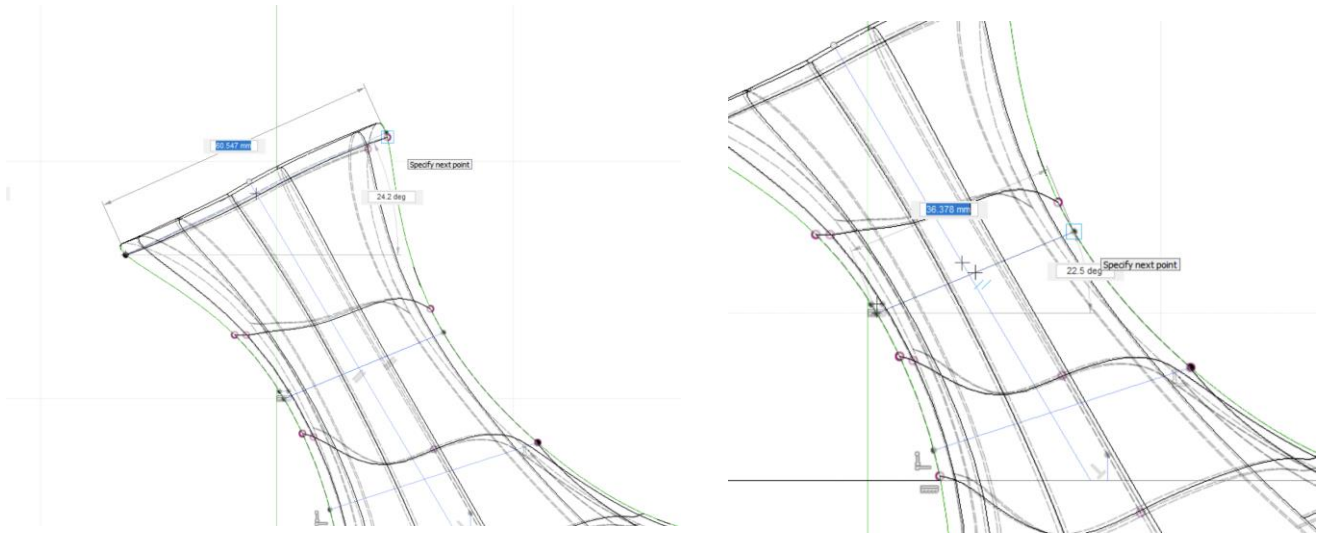 60.547 mm
Specify next point
24.2 deg
36.378 mm
22.5 deg
Specify next point